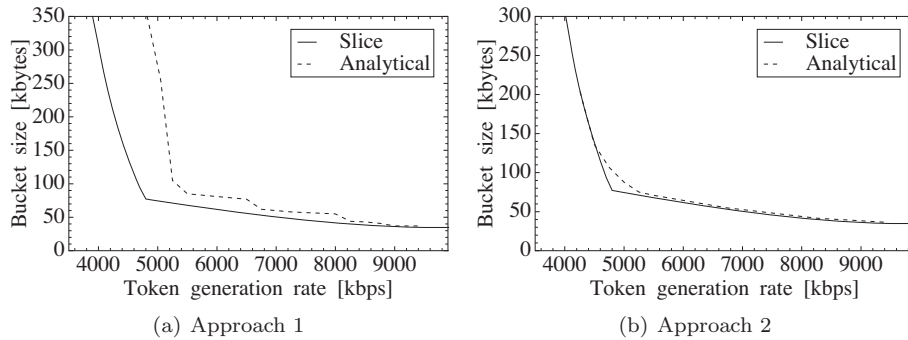 350
300
250
200
150
100
50
0
Bucket size [kbytes]
Slice
Analytical
4000 5000 6000 7000 8000 9000
Token generation rate [kbps]
(a) Approach 1
300
250
200
150
100
50
0
Bucket size [kbytes]
Slice
Analytical
4000 5000 6000 7000 8000 9000
Token generation rate [kbps]
(b) Approach 2